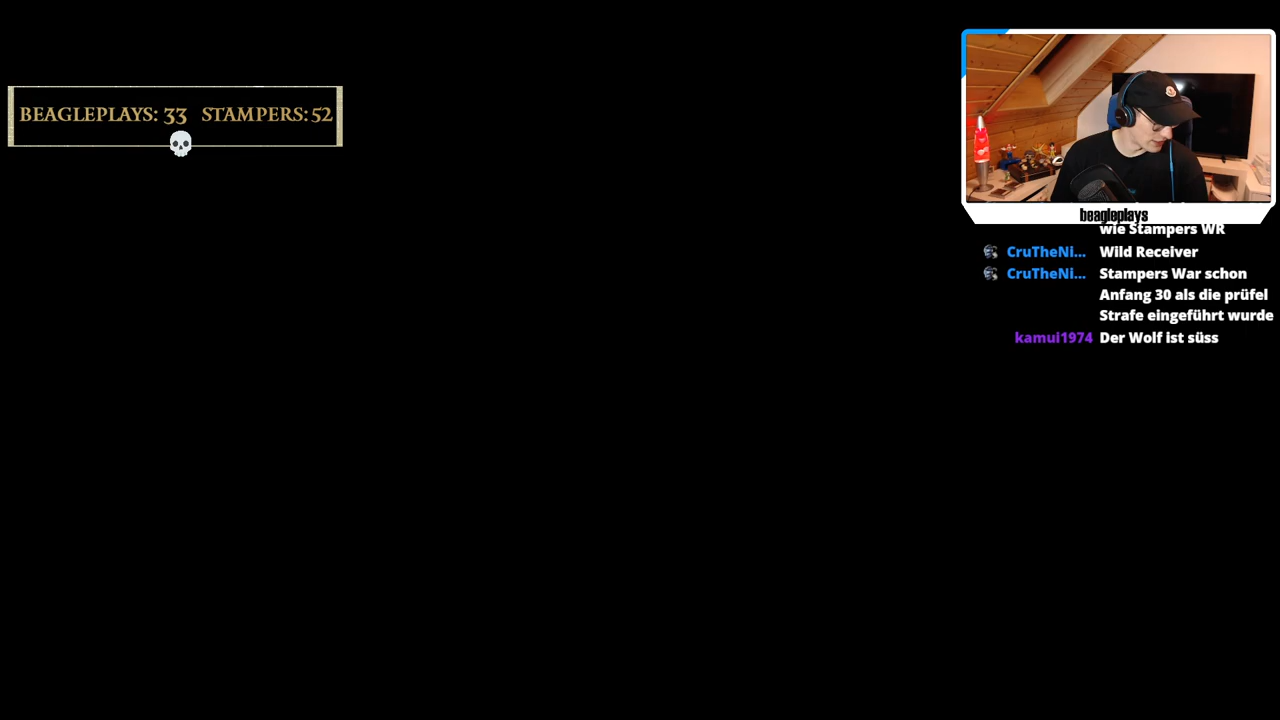 BEAGLEPLAYS: 33 STAMPERS: 52
beagleplays
wie Stampers WR
CruTheNi... Wild Receiver
CruTheNi... Stampers War schon
Anfang 30 als die prüfel
Strafe eingeführt wurde
kamui1974 Der Wolf ist süss